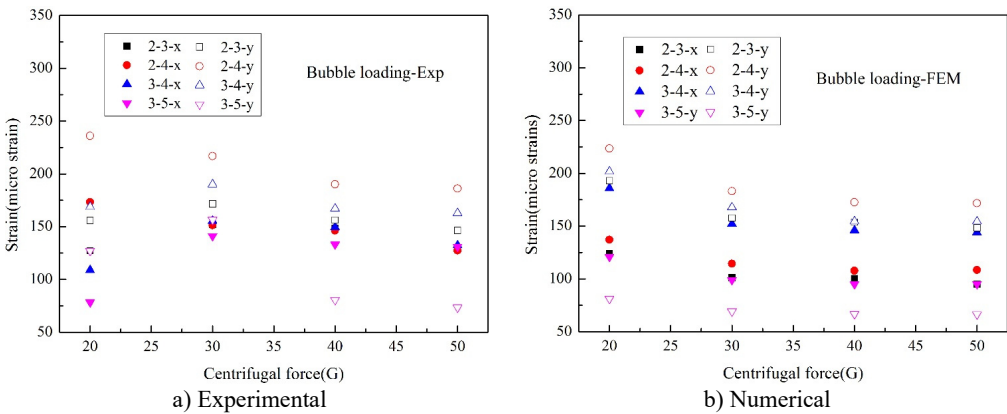 a)
350
300
250
200
150
100
50
Strain(micro strain)
2-3-x 2-3-y
2-4-x 2-4-y
3-4-x 3-4-y
3-5-x 3-5-y
Bubble loading-Exp
20 25 30 35 40 45 50
Centrifugal force(G)
a) Experimental
b)
350
300
250
200
150
100
50
Strain(micro strains)
2-3-x 2-3-y
2-4-x 2-4-y
3-4-x 3-4-y
3-5-x 3-5-y
Bubble loading-FEM
20 25 30 35 40 45 50
Centrifugal force(G)
b) Numerical